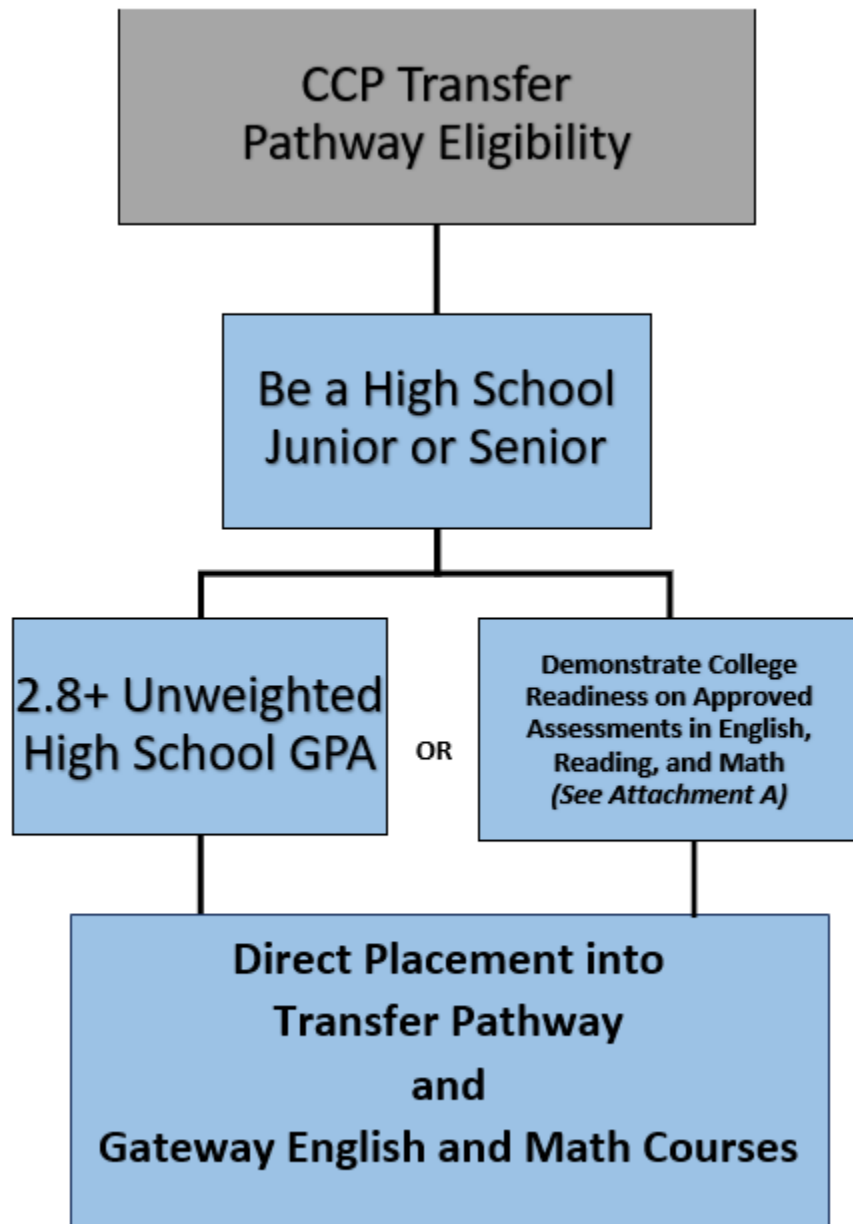 CCP Transfer
Pathway Eligibility
Be a High School
Junior or Senior
2.8+ Unweighted
High School GPA
OR
Demonstrate College
Readiness on Approved
Assessments in English,
Reading, and Math
(See Attachment A)
Direct Placement into
Transfer Pathway
and
Gateway English and Math Courses